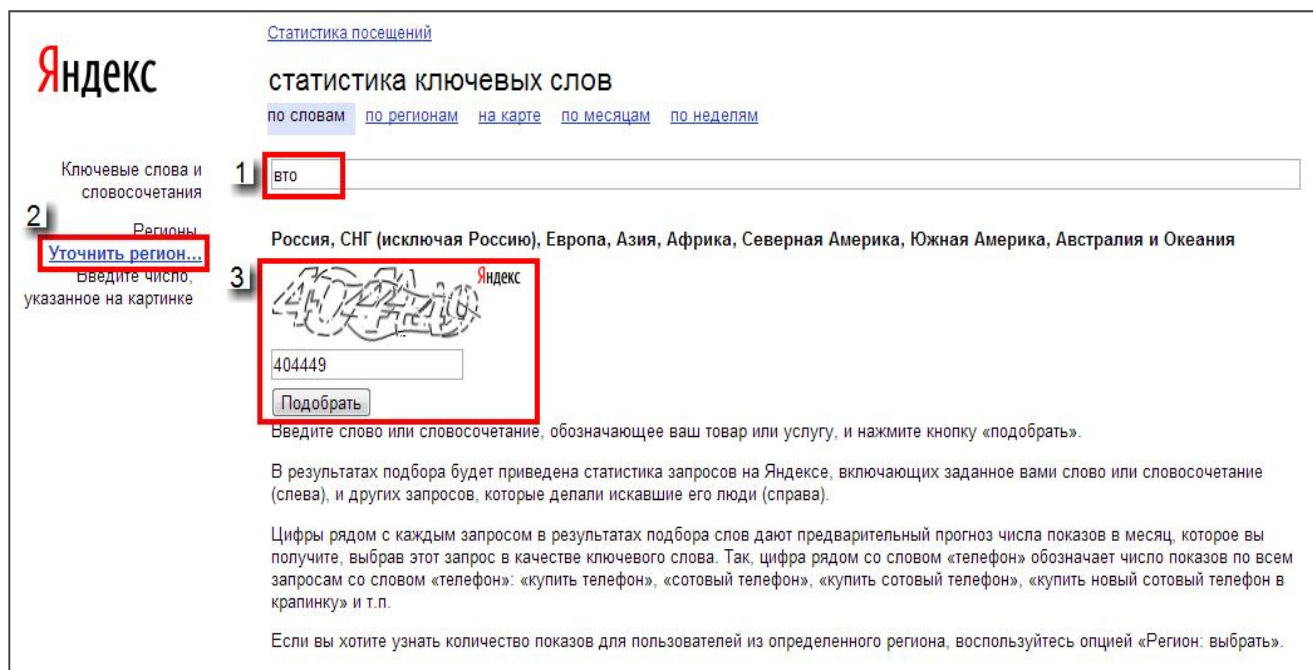 Статистика посещений
Яндекс
статистика ключевых слов
по словам по регионам на карте по месяцам по неделям
Ключевые слова и
словосочетания
1
вто
2
Регионы
Уточнить регион...
Россия, СНГ (исключая Россию), Европа, Азия, Африка, Северная Америка, Южная Америка, Австралия и Океания
Введите число,
указанное на картинке
3
Яндекс
404449
Подобрать
Введите слово или словосочетание, обозначающее ваш товар или услугу, и нажмите кнопку «подобрать».
В результатах подбора будет приведена статистика запросов на Яндексе, включающих заданное вами слово или словосочетание
(слева), и других запросов, которые делали искавшие его люди (справа).
Цифры рядом с каждым запросом в результатах подбора слов дают предварительный прогноз числа показов в месяц, которое вы
получите, выбрав этот запрос в качестве ключевого слова. Так, цифра рядом со словом «телефон» обозначает число показов по всем
запросам со словом «телефон»: «купить телефон», «сотовый телефон», «купить сотовый телефон», «купить новый сотовый телефон в
крапинку» и т.п.
Если вы хотите узнать количество показов для пользователей из определенного региона, воспользуйтесь опцией «Регион: выбрать».